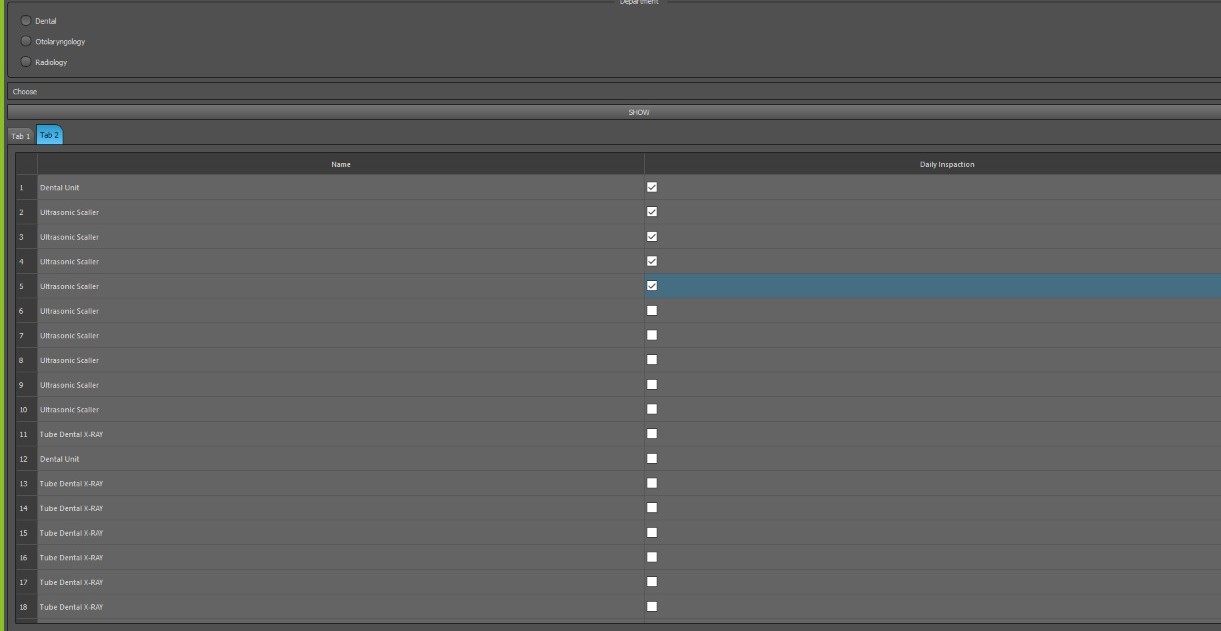 Department
Dental
Otolaryngology
Radiology
Choose
SHOW
Tab 1 Tab 2
Name Daily Inspaction
1 Dental Unit
2 Ultrasonic Scaller
3 Ultrasonic Scaller
4 Ultrasonic Scaller
5 Ultrasonic Scaller
6 Ultrasonic Scaller
7 Ultrasonic Scaller
8 Ultrasonic Scaller
9 Ultrasonic Scaller
10 Ultrasonic Scaller
11 Tube Dental X-RAY
12 Dental Unit
13 Tube Dental X-RAY
14 Tube Dental X-RAY
15 Tube Dental X-RAY
16 Tube Dental X-RAY
17 Tube Dental X-RAY
18 Tube Dental X-RAY